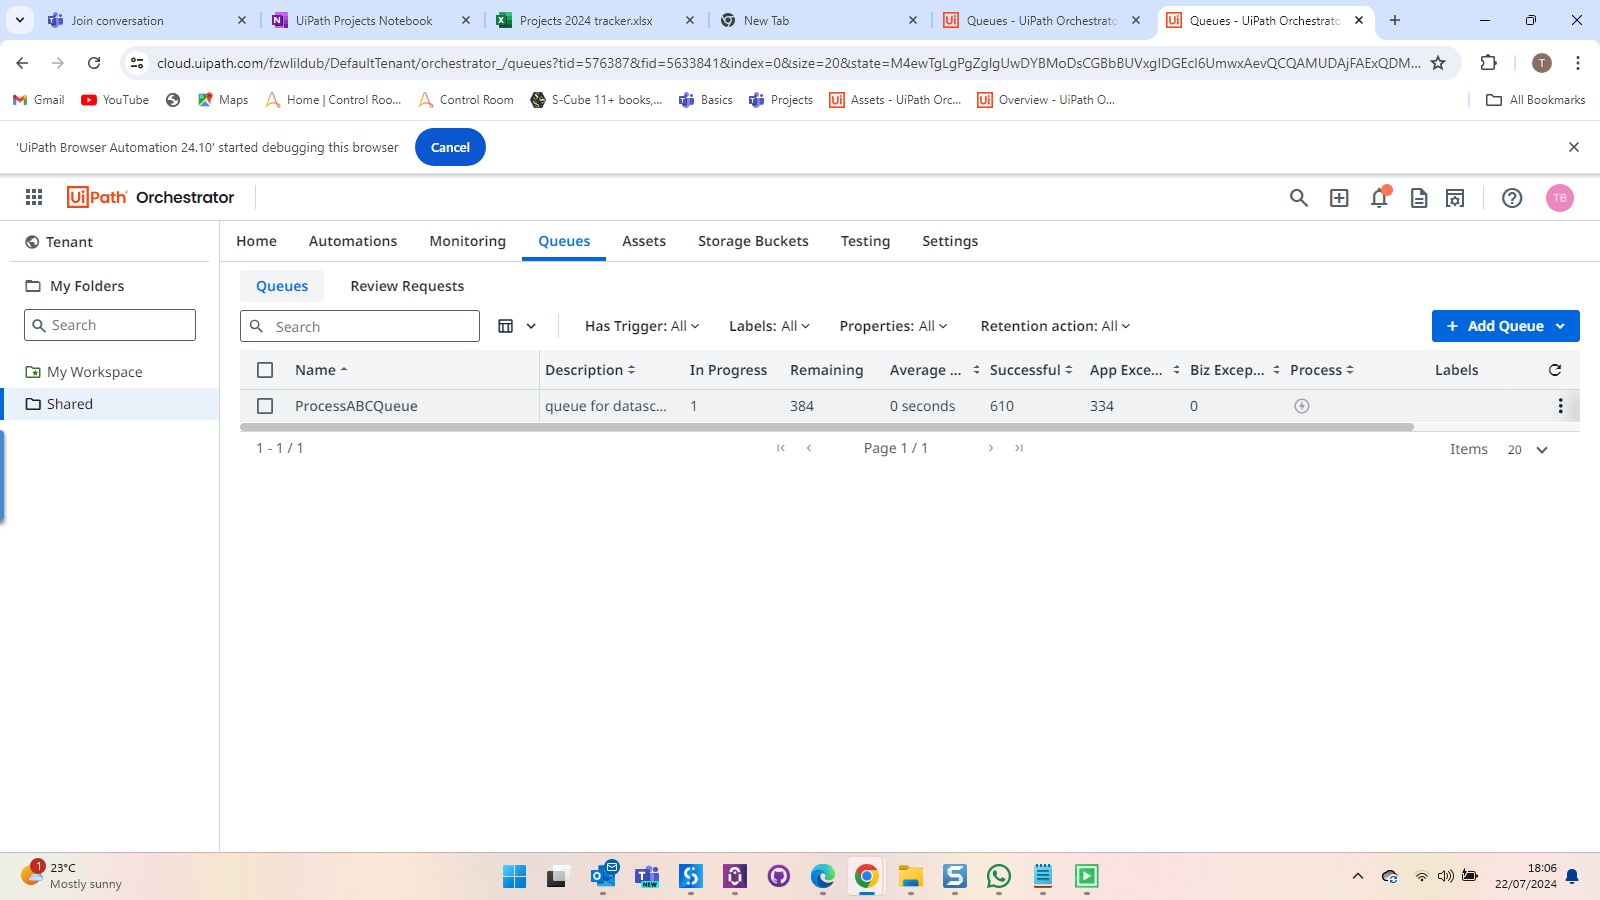 Join conversation
UiPath Projects Notebook
Projects 2024 tracker.xlsx
New Tab
Queues - UiPath Orchestrato
Queues - UiPath Orchestrato
cloud.uipath.com/fzwlildub/DefaultTenant/orchestrator_/queues?tid=576387&fid=5633841&index=0&size=20&state=
Gmail
YouTube
Maps
Home | Control Roo...
Control Room
S-Cube 11+ books,...
Basics
Projects
Assets - UiPath Orc...
Overview - UiPath O...
All Bookmarks
'UiPath Browser Automation 24.10' started debugging this browser
Cancel
UiPath Orchestrator
TB
Tenant
Home
Automations
Monitoring
Queues
Assets
Storage Buckets
Testing
Settings
My Folders
Search
My Workspace
Shared
Queues
Review Requests
Search
Has Trigger: All
Labels: All
Properties: All
Retention action: All
+ Add Queue
Name Description In Progress Remaining Average ... Successful App Exce... Biz Excep... Process Labels
ProcessABCQueue queue for datasc... 1 384 0 seconds 610 334 0
1 - 1 / 1
Page 1 / 1
Items 20
1
23°C
Mostly sunny
NEW
18:06
22/07/2024